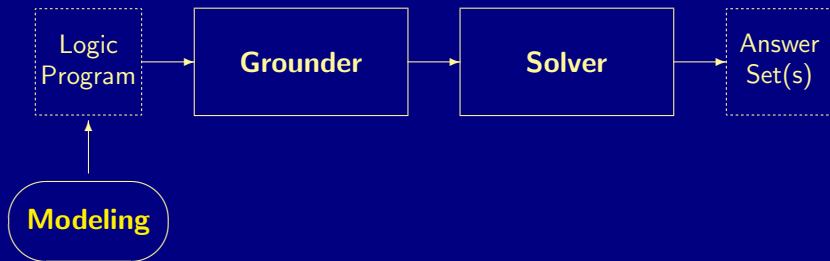 Logic
Program
Grounder
Solver
Answer
Set(s)
Modeling